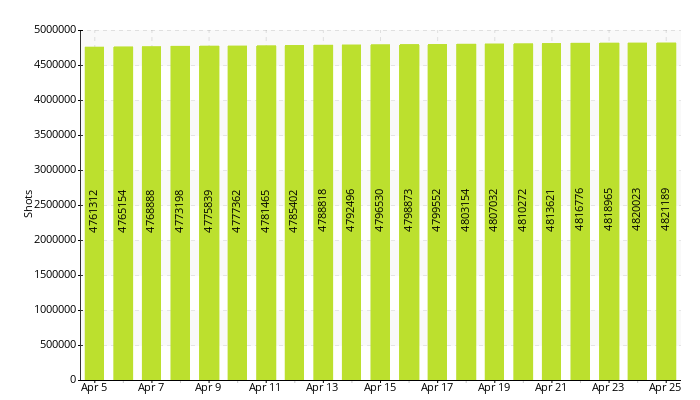 5000000
4500000
4000000
3500000
3000000
2500000
2000000
1500000
1000000
500000
0
Shots
4761312
4765154
4768888
4773198
4775839
4777362
4781465
4785402
4788818
4792496
4796530
4798873
4799552
4803154
4807032
4810272
4813621
4816776
4818965
4820023
4821189
Apr 5
Apr 7
Apr 9
Apr 11
Apr 13
Apr 15
Apr 17
Apr 19
Apr 21
Apr 23
Apr 25